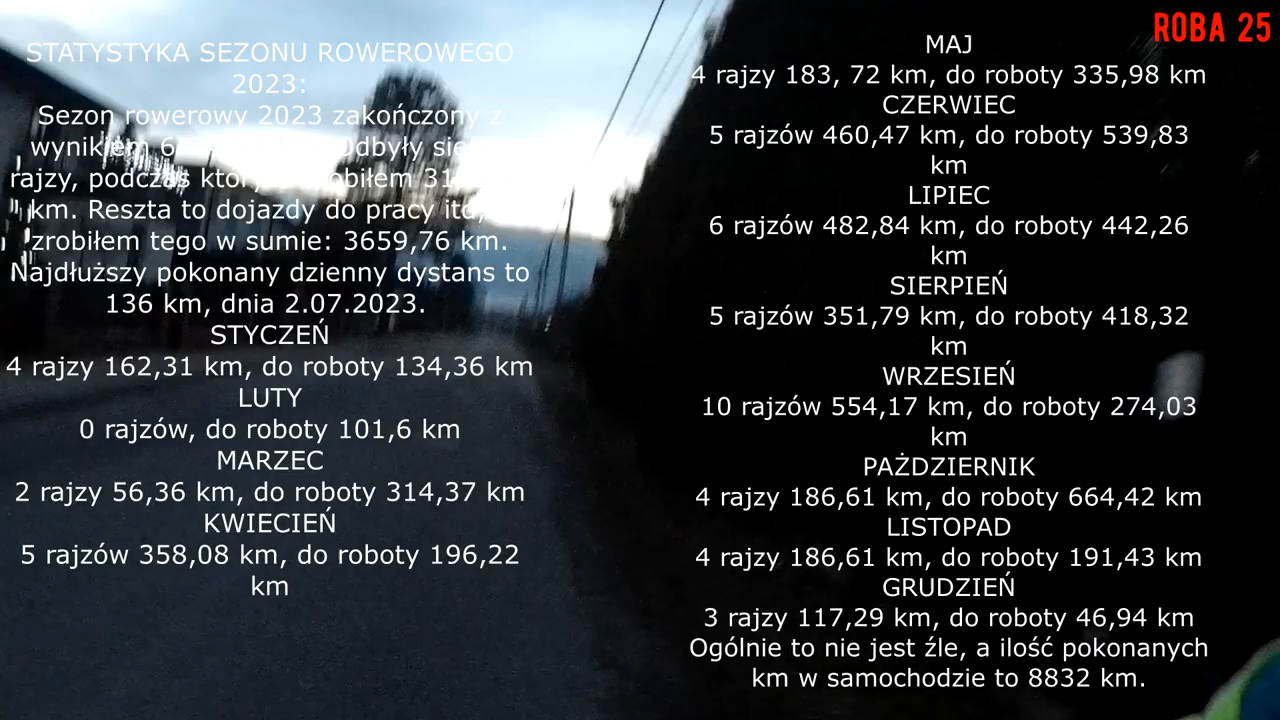 STATYSTYKA SEZONU ROWEROWEGO
2023:
Sezon rowerowy 2023 zakończony z
wynikiem
rajzy, podczas
km. Reszta to dojazdy do pracy itd,
zrobiłem tego w sumie: 3659,76 km.
Najdłuższy pokonany dzienny dystans to
136 km, dnia 2.07.2023.
STYCZEŃ
4 rajzy 162,31 km, do roboty 134,36 km
LUTY
0 rajzów, do roboty 101,6 km
MARZEC
2 rajzy 56,36 km, do roboty 314,37 km
KWIECIEŃ
5 rajzów 358,08 km, do roboty 196,22
km
ROBA 25
MAJ
4 rajzy 183, 72 km, do roboty 335,98 km
CZERWIEC
5 rajzów 460,47 km, do roboty 539,83
km
LIPIEC
6 rajzów 482,84 km, do roboty 442,26
km
SIERPIEŃ
5 rajzów 351,79 km, do roboty 418,32
km
WRZESIEŃ
10 rajzów 554,17 km, do roboty 274,03
km
PAŻDZIERNIK
4 rajzy 186,61 km, do roboty 664,42 km
LISTOPAD
4 rajzy 186,61 km, do roboty 191,43 km
GRUDZIEŃ
3 rajzy 117,29 km, do roboty 46,94 km
Ogólnie to nie jest źle, a ilość pokonanych
km w samochodzie to 8832 km.